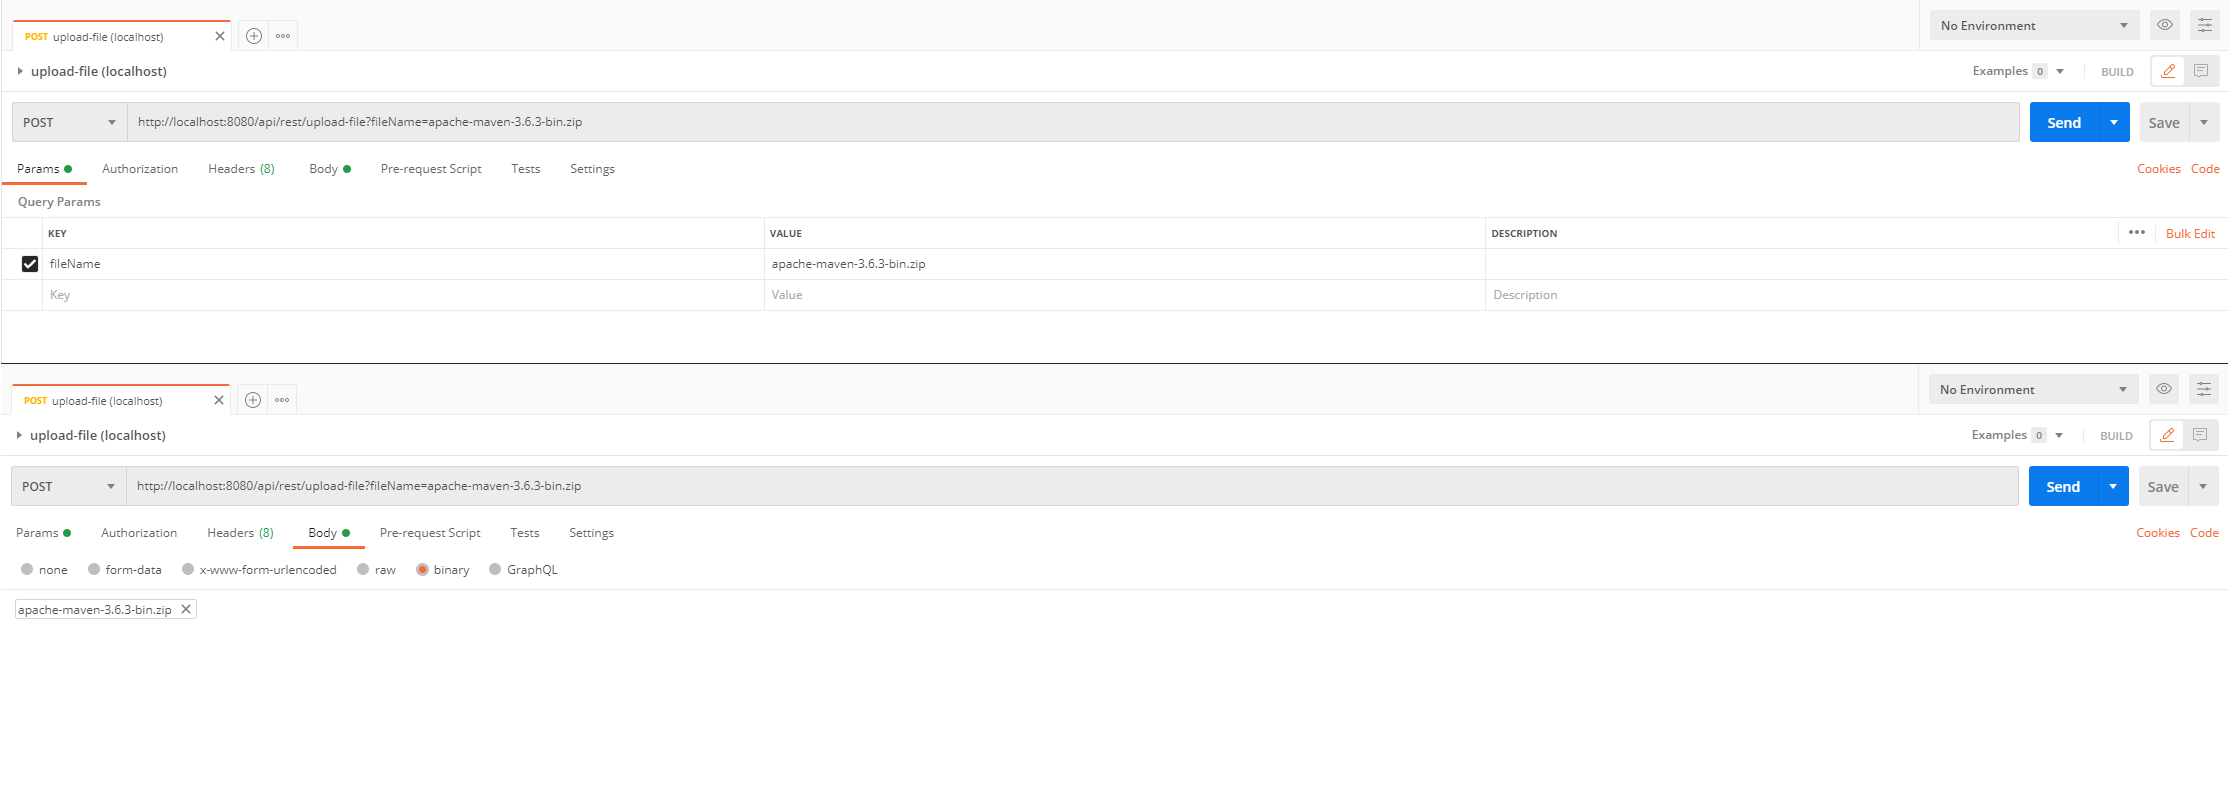 POST upload-file (localhost) No Environment
upload-file (localhost) Examples 0 BUILD
POST http://localhost:8080/api/rest/upload-file?fileName=apache-maven-3.6.3-bin.zip Send Save
Params Authorization Headers (8) Body Pre-request Script Tests Settings Cookies Code
Query Params
KEY VALUE DESCRIPTION Bulk Edit
fileName apache-maven-3.6.3-bin.zip
Key Value Description
POST upload-file (localhost) No Environment
upload-file (localhost) Examples 0 BUILD
POST http://localhost:8080/api/rest/upload-file?fileName=apache-maven-3.6.3-bin.zip Send Save
Params Authorization Headers (8) Body Pre-request Script Tests Settings Cookies Code
none form-data x-www-form-urlencoded raw binary GraphQL
apache-maven-3.6.3-bin.zip